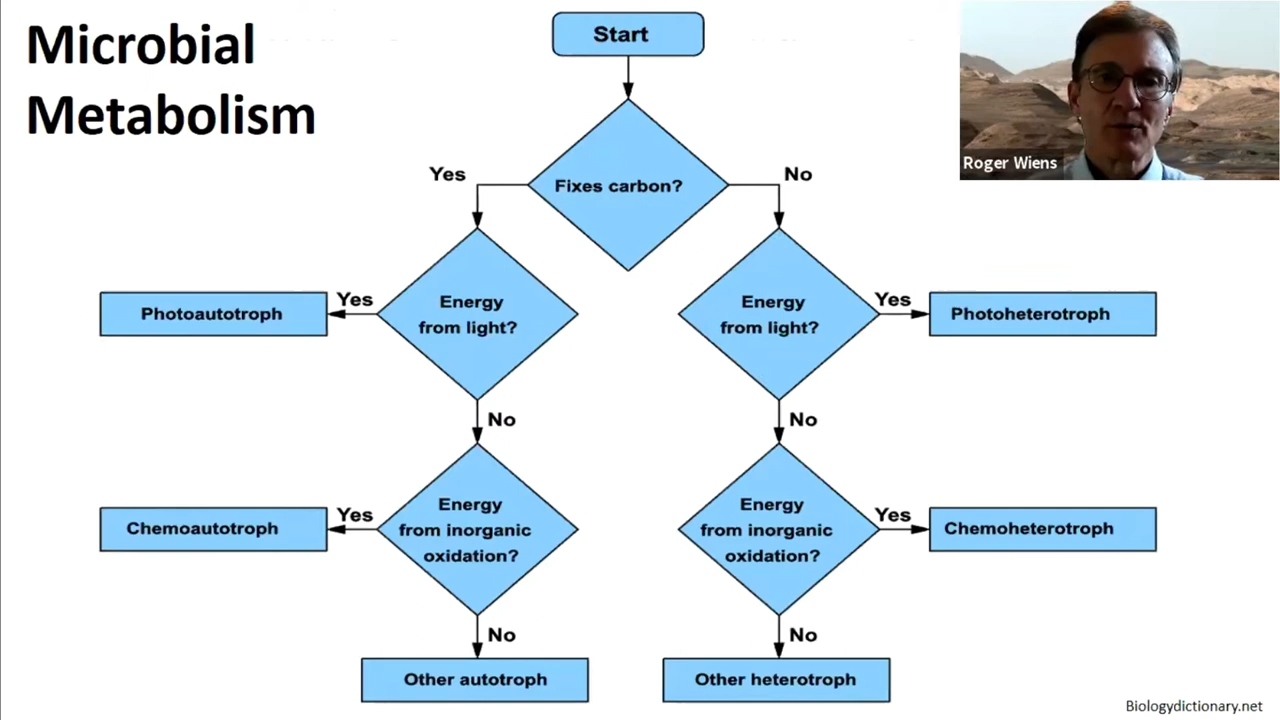 Microbial
Metabolism
Start
Roger Wiens
Yes
No
Fixes carbon?
Energy
from light?
Energy
from light?
Yes
Photoautotroph
Yes
Photoheterotroph
No
No
Energy
from inorganic
oxidation?
Energy
from inorganic
oxidation?
Yes
Chemoautotroph
Yes
Chemoheterotroph
No
No
Other autotroph
Other heterotroph
Biologydictionary.net